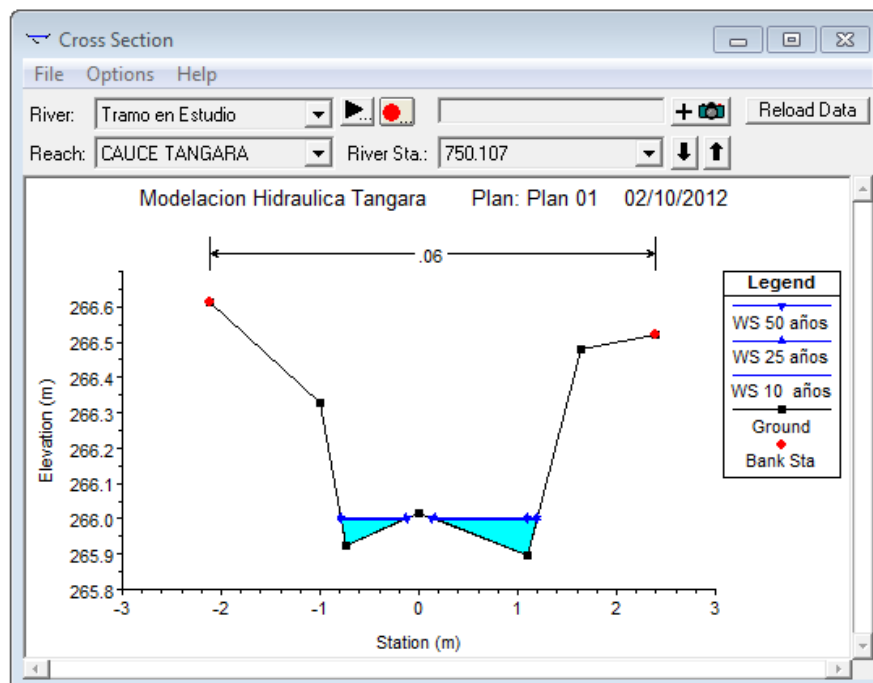 Cross Section
File Options Help
River: Tramo en Estudio
Reload Data
Reach: CAUCE TANGARA River Sta.: 750.107
Modelacion Hidraulica Tangara Plan: Plan 01 02/10/2012
.06
Legend
WS 50 años
WS 25 años
WS 10 años
Ground
Bank Sta
Elevation (m)
266.6
266.5
266.4
266.3
266.2
266.1
266.0
265.9
265.8
-3 -2 -1 0 1 2 3
Station (m)